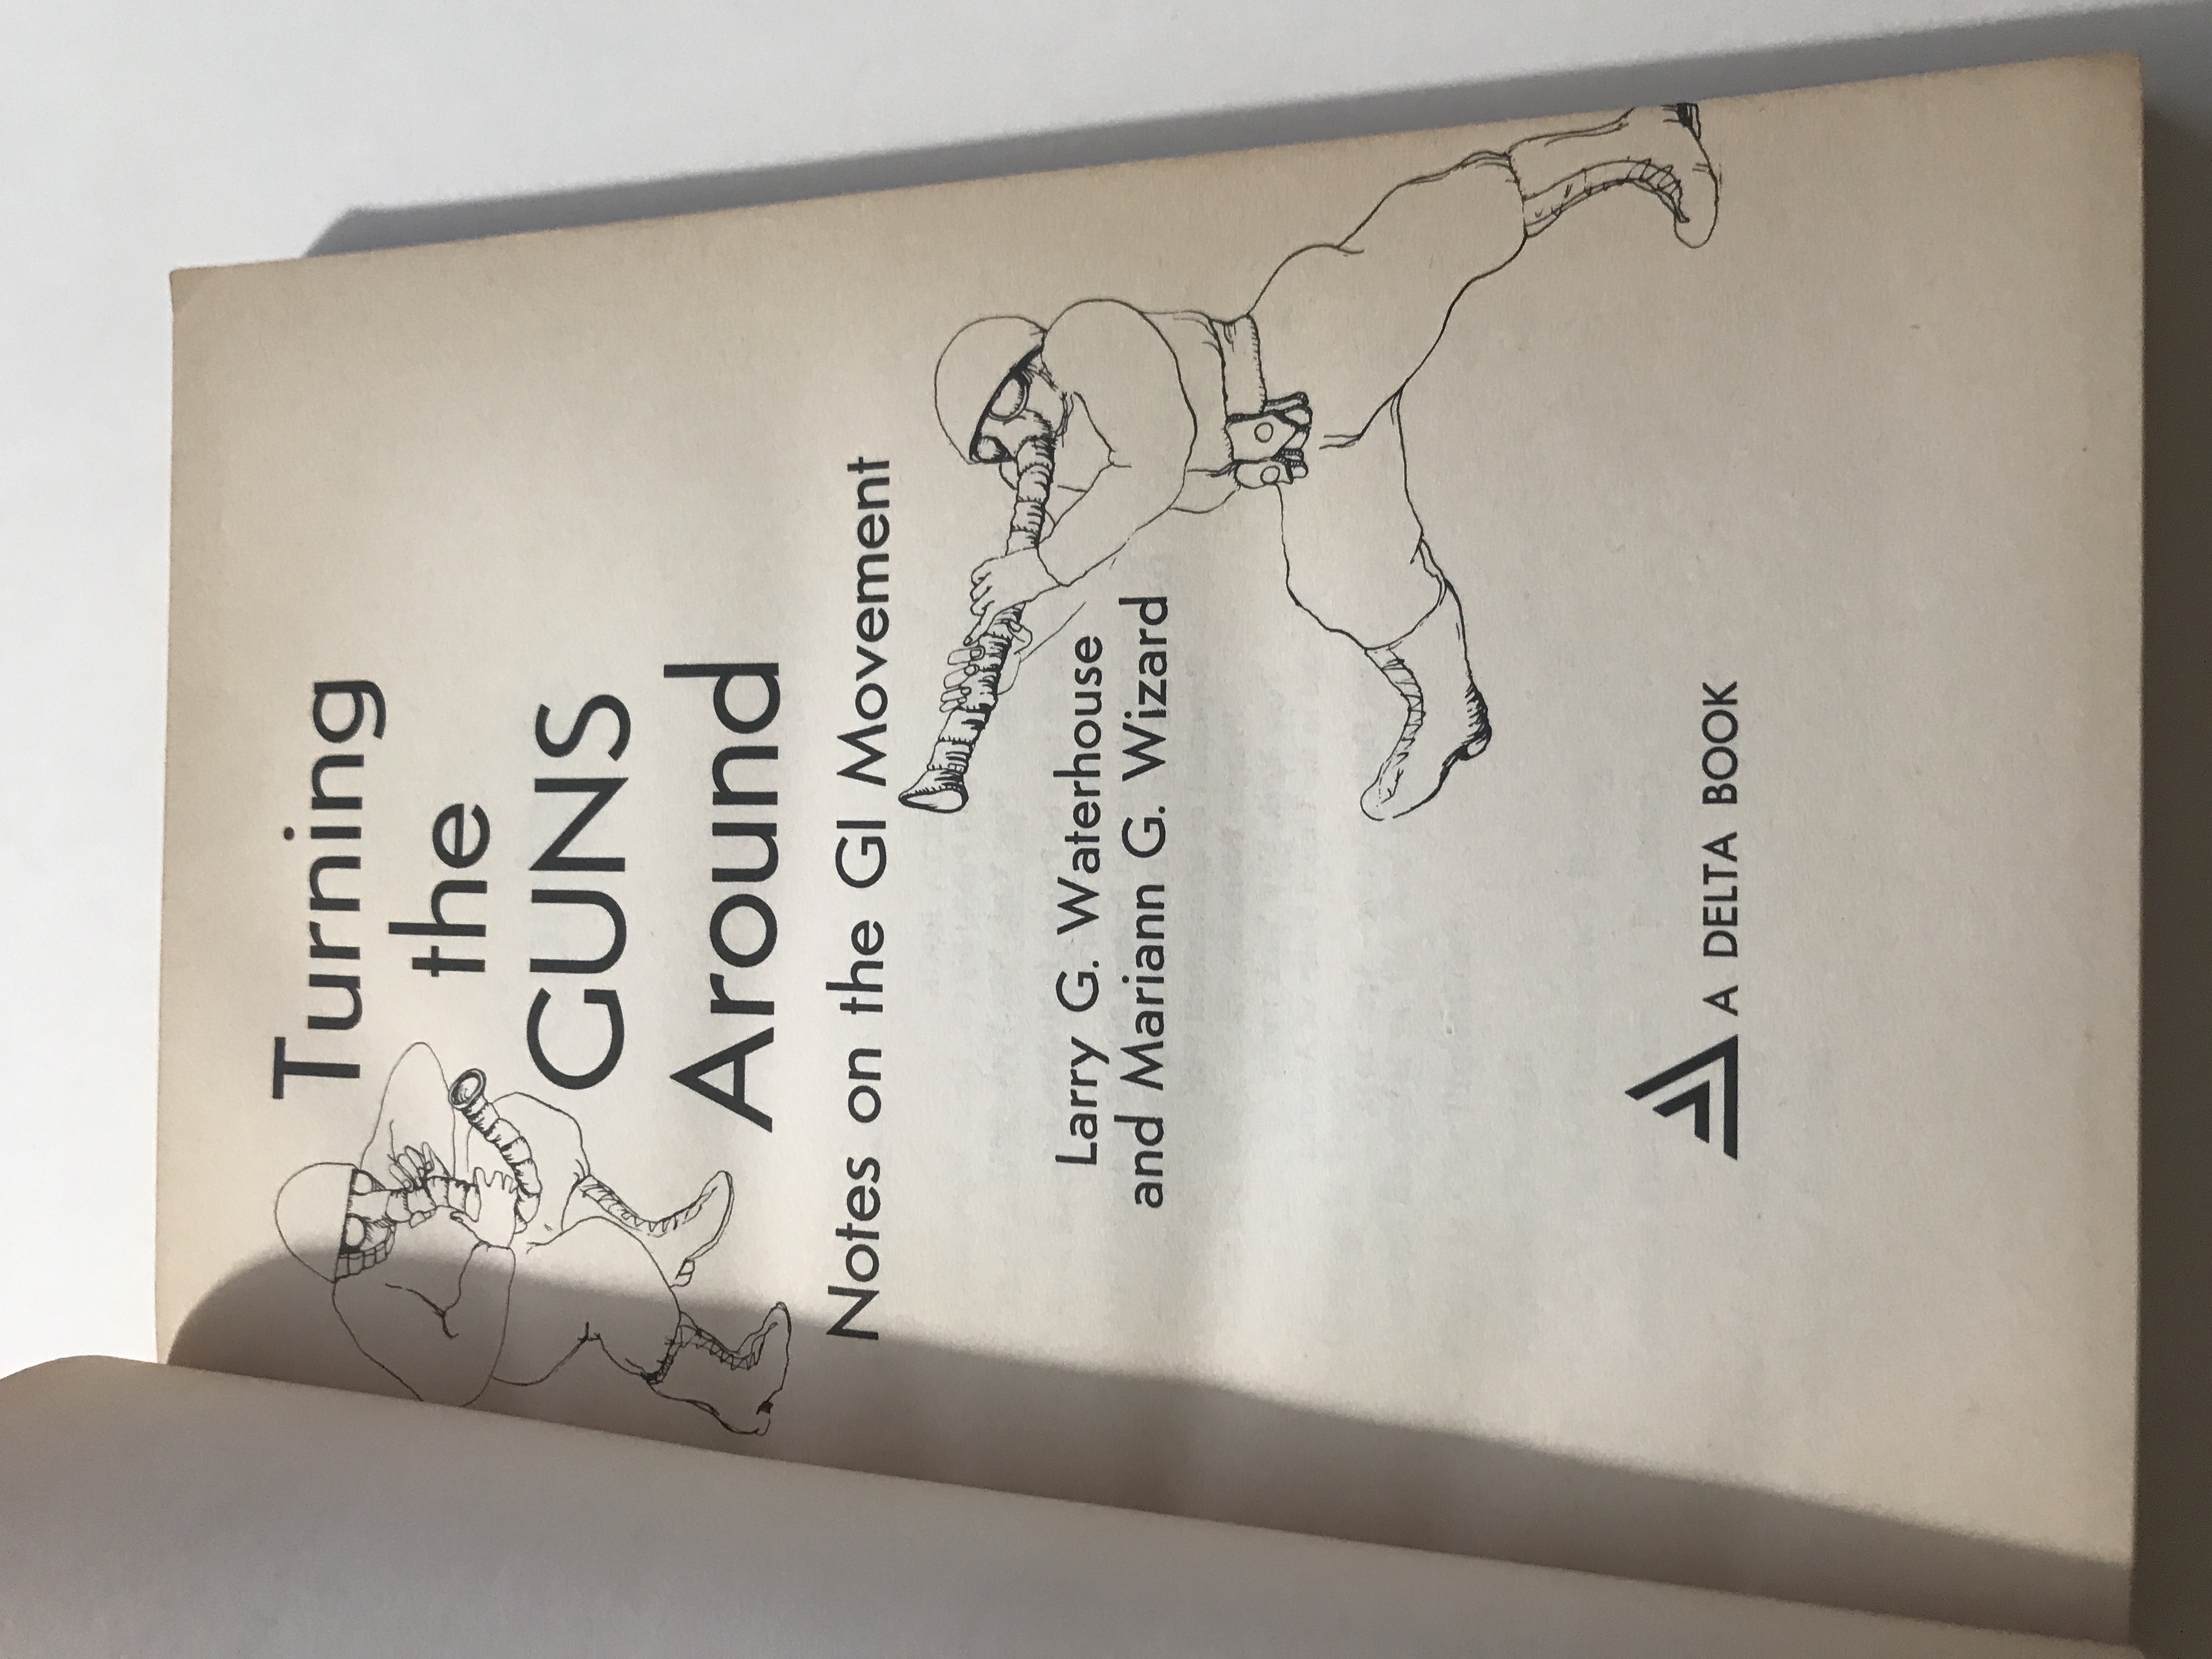 Turning
the
GUNS
Around
Notes on the GI Movement
Larry G. Waterhouse
and Mariann G. Wizard
A DELTA BOOK